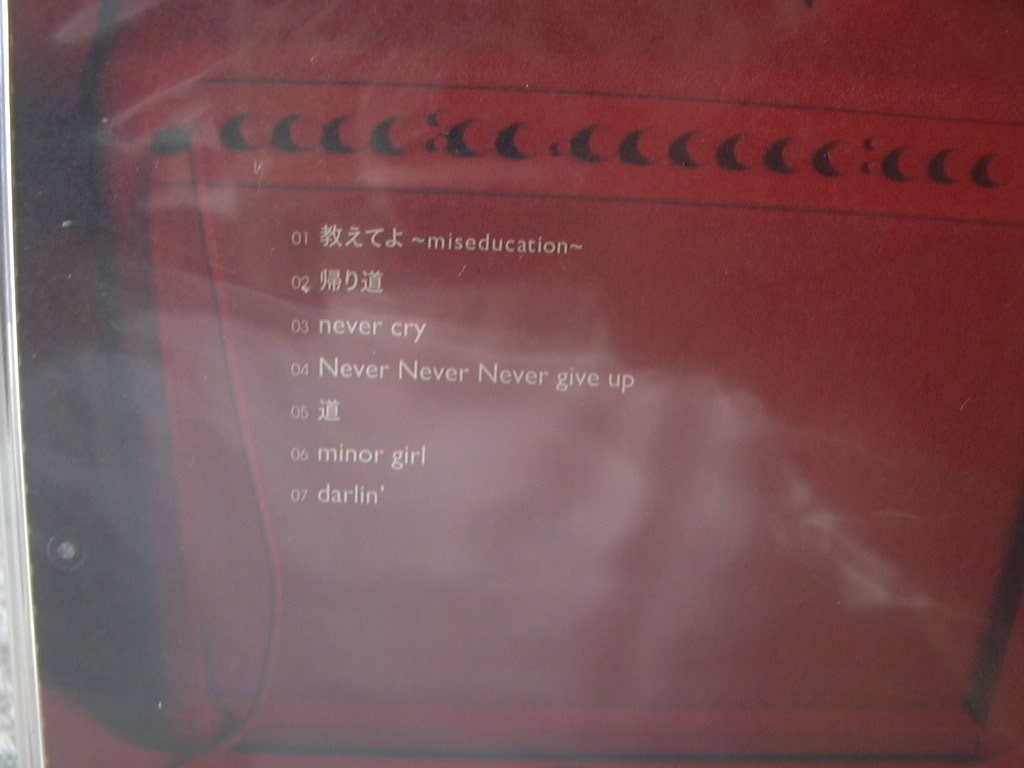 01 教えてよ ~miseducation~
02 帰り道
03 never cry
04 Never Never Never give up
05 道
06 minor girl
07 darlin'